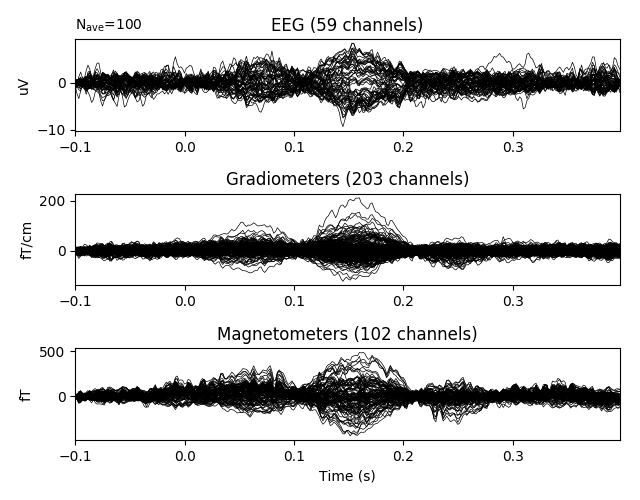 N_ave=100
EEG (59 channels)
uV
0
−10
−0.1 0.0 0.1 0.2 0.3
Gradiometers (203 channels)
fT/cm
200
0
−0.1 0.0 0.1 0.2 0.3
Magnetometers (102 channels)
fT
500
0
−0.1 0.0 0.1 0.2 0.3
Time (s)